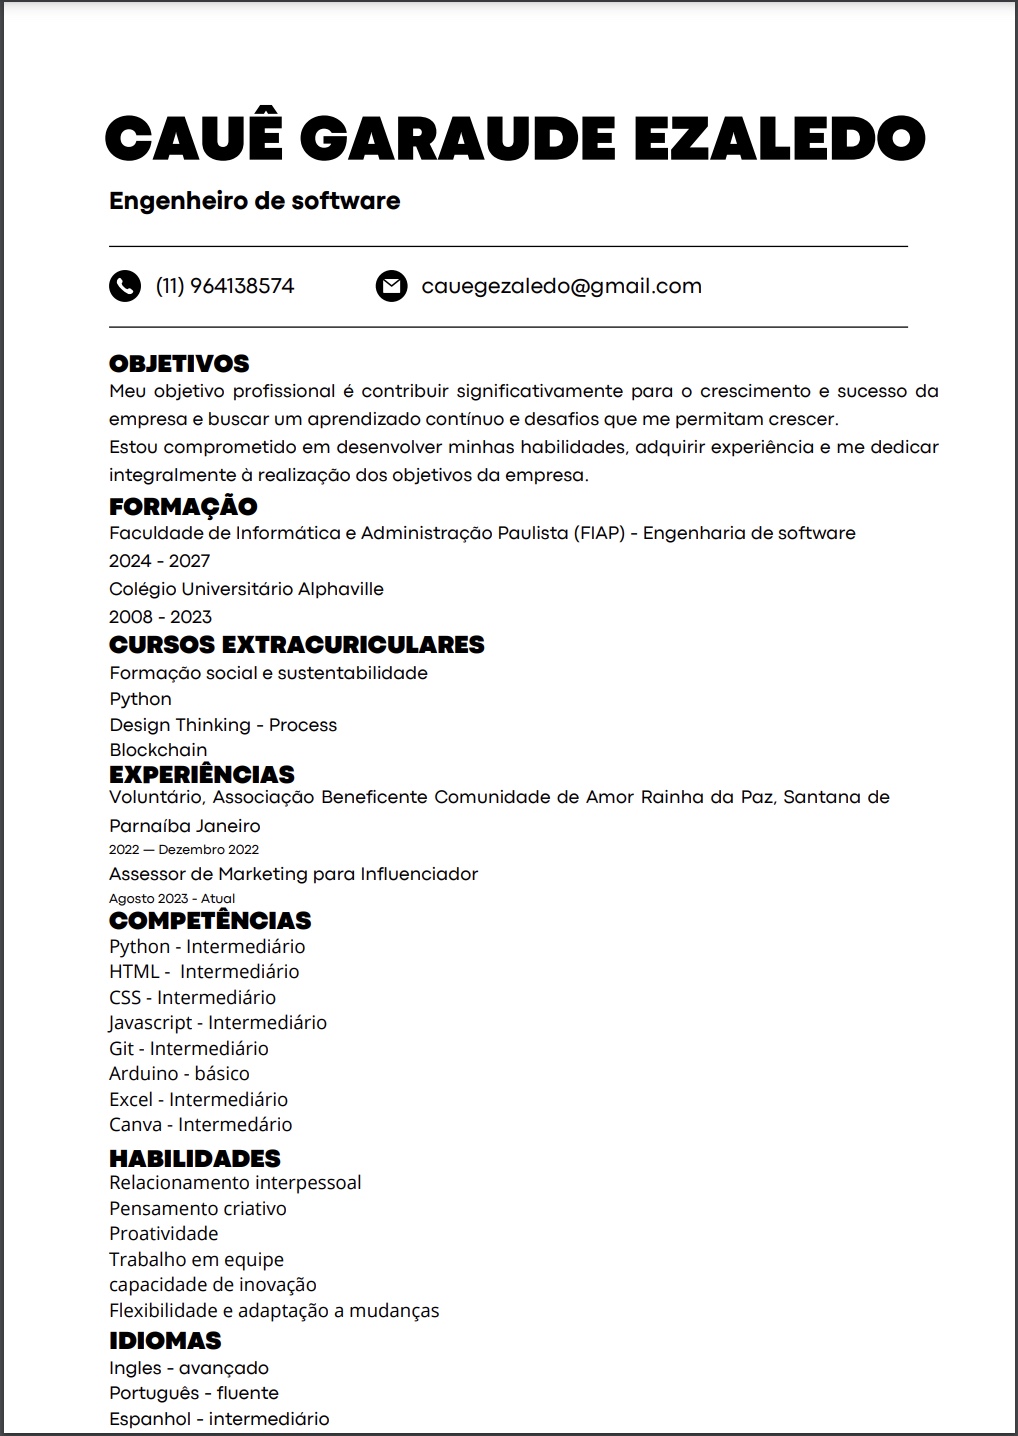 CAUÊ GARAUDE EZALEDO
Engenheiro de software
(11) 964138574
cauegezaledo@gmail.com
OBJETIVOS
Meu objetivo profissional é contribuir significativamente para o crescimento e sucesso da
empresa e buscar um aprendizado contínuo e desafios que me permitam crescer.
Estou comprometido em desenvolver minhas habilidades, adquirir experiência e me dedicar
integralmente à realização dos objetivos da empresa.
FORMAÇÃO
Faculdade de Informática e Administração Paulista (FIAP) - Engenharia de software
2024 - 2027
Colégio Universitário Alphaville
2008 - 2023
CURSOS EXTRACURICULARES
Formação social e sustentabilidade
Python
Design Thinking - Process
Blockchain
EXPERIÊNCIAS
Voluntário, Associação Beneficente Comunidade de Amor Rainha da Paz, Santana de
Parnaíba Janeiro
2022 — Dezembro 2022
Assessor de Marketing para Influenciador
Agosto 2023 - Atual
COMPETÊNCIAS
Python - Intermediário
HTML -  Intermediário
CSS - Intermediário
Javascript - Intermediário
Git - Intermediário
Arduino - básico
Excel - Intermediário
Canva - Intermedário
HABILIDADES
Relacionamento interpessoal
Pensamento criativo
Proatividade
Trabalho em equipe
capacidade de inovação
Flexibilidade e adaptação a mudanças
IDIOMAS
Ingles - avançado
Português - fluente
Espanhol - intermediário